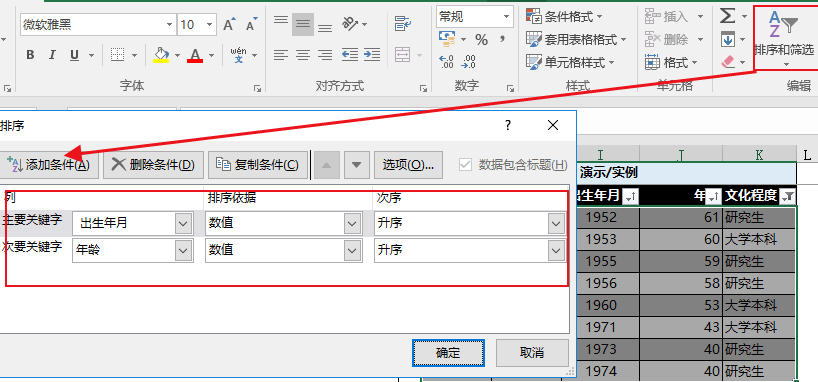 微软雅黑 10 A A 常规 条件格式 插入 Σ A Z
B I U A wén % , 套用表格格式 删除 排序和筛选
.0 .00 单元格样式 格式
字体 对齐方式 数字 样式 单元格 编辑
排序 ? ×
添加条件(A) 删除条件(D) 复制条件(C) 选项(O)... 数据包含标题(H)
列 排序依据 次序
主要关键字 出生年月 数值 升序
次要关键字 年龄 数值 升序
确定 取消
I J K L
演示/实例
出生年月 年 文化程度
1952 61 研究生
1953 60 大学本科
1955 59 研究生
1956 58 研究生
1960 53 大学本科
1971 43 大学本科
1973 40 研究生
1974 40 研究生